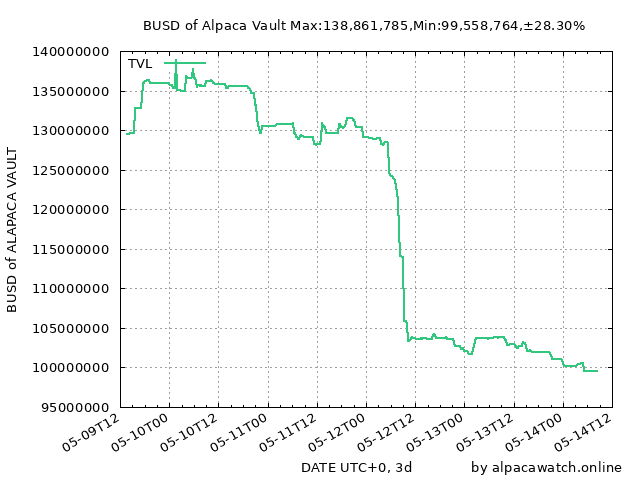 BUSD of Alpaca Vault Max:138,861,785,Min:99,558,764,±28.30%
TVL
140000000
135000000
130000000
125000000
120000000
115000000
110000000
105000000
100000000
95000000
BUSD of ALAPACA VAULT
05-09T12
05-10T00
05-10T12
05-11T00
05-11T12
05-12T00
05-12T12
05-13T00
05-13T12
05-14T00
05-14T12
DATE UTC+0, 3d
by alpacawatch.online